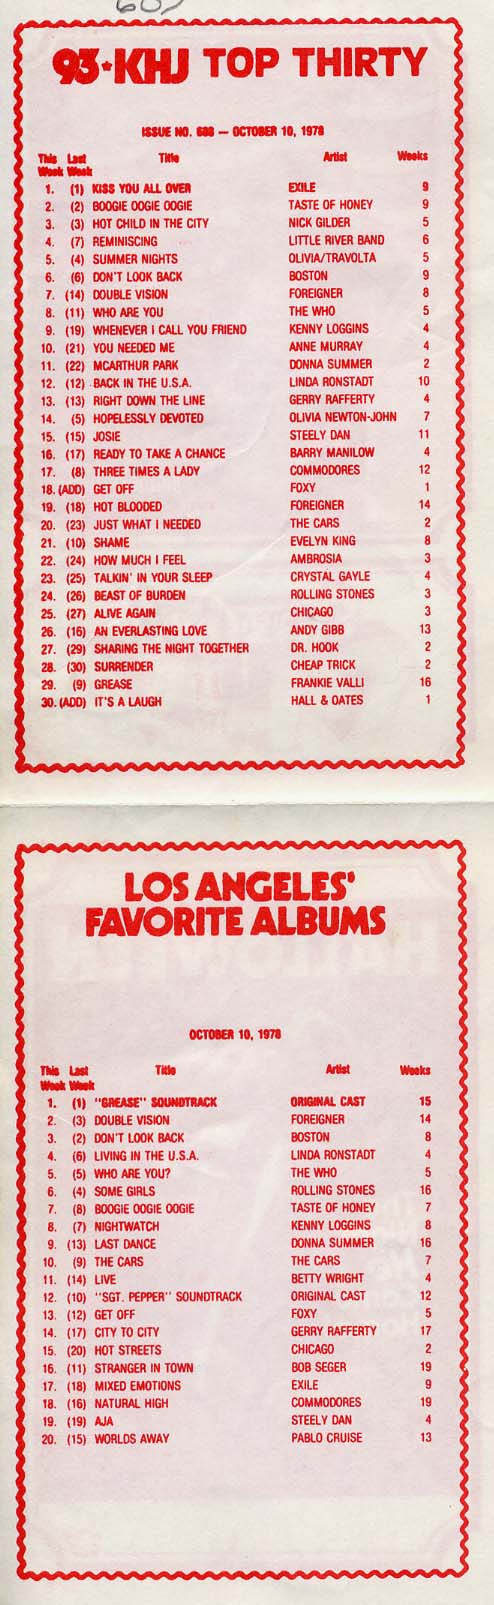 605
93 KHJ TOP THIRTY
ISSUE NO. 688 — OCTOBER 10, 1978
This Last Title Artist Weeks
Week Week
1. (1) KISS YOU ALL OVER EXILE 9
2. (2) BOOGIE OOGIE OOGIE TASTE OF HONEY 9
3. (3) HOT CHILD IN THE CITY NICK GILDER 5
4. (7) REMINISCING LITTLE RIVER BAND 6
5. (4) SUMMER NIGHTS OLIVIA/TRAVOLTA 5
6. (6) DON'T LOOK BACK BOSTON 9
7. (14) DOUBLE VISION FOREIGNER 8
8. (11) WHO ARE YOU THE WHO 5
9. (19) WHENEVER I CALL YOU FRIEND KENNY LOGGINS 4
10. (21) YOU NEEDED ME ANNE MURRAY 4
11. (22) MCARTHUR PARK DONNA SUMMER 2
12. (12) BACK IN THE U.S.A. LINDA RONSTADT 10
13. (13) RIGHT DOWN THE LINE GERRY RAFFERTY 4
14. (5) HOPELESSLY DEVOTED OLIVIA NEWTON-JOHN 7
15. (15) JOSIE STEELY DAN 11
16. (17) READY TO TAKE A CHANCE BARRY MANILOW 4
17. (8) THREE TIMES A LADY COMMODORES 12
18. (ADD) GET OFF FOXY 1
19. (18) HOT BLOODED FOREIGNER 14
20. (23) JUST WHAT I NEEDED THE CARS 2
21. (10) SHAME EVELYN KING 8
22. (24) HOW MUCH I FEEL AMBROSIA 3
23. (25) TALKIN' IN YOUR SLEEP CRYSTAL GAYLE 4
24. (26) BEAST OF BURDEN ROLLING STONES 3
25. (27) ALIVE AGAIN CHICAGO 3
26. (16) AN EVERLASTING LOVE ANDY GIBB 13
27. (29) SHARING THE NIGHT TOGETHER DR. HOOK 2
28. (30) SURRENDER CHEAP TRICK 2
29. (9) GREASE FRANKIE VALLI 16
30. (ADD) IT'S A LAUGH HALL & OATES 1
LOS ANGELES'
FAVORITE ALBUMS
OCTOBER 10, 1978
This Last Title Artist Weeks
Week Week
1. (1) "GREASE" SOUNDTRACK ORIGINAL CAST 15
2. (3) DOUBLE VISION FOREIGNER 14
3. (2) DON'T LOOK BACK BOSTON 8
4. (6) LIVING IN THE U.S.A. LINDA RONSTADT 4
5. (5) WHO ARE YOU? THE WHO 5
6. (4) SOME GIRLS ROLLING STONES 16
7. (8) BOOGIE OOGIE OOGIE TASTE OF HONEY 7
8. (7) NIGHTWATCH KENNY LOGGINS 8
9. (13) LAST DANCE DONNA SUMMER 16
10. (9) THE CARS THE CARS 7
11. (14) LIVE BETTY WRIGHT 4
12. (10) "SGT. PEPPER" SOUNDTRACK ORIGINAL CAST 12
13. (12) GET OFF FOXY 5
14. (17) CITY TO CITY GERRY RAFFERTY 17
15. (20) HOT STREETS CHICAGO 2
16. (11) STRANGER IN TOWN BOB SEGER 19
17. (18) MIXED EMOTIONS EXILE 9
18. (16) NATURAL HIGH COMMODORES 19
19. (19) AJA STEELY DAN 4
20. (15) WORLDS AWAY PABLO CRUISE 13